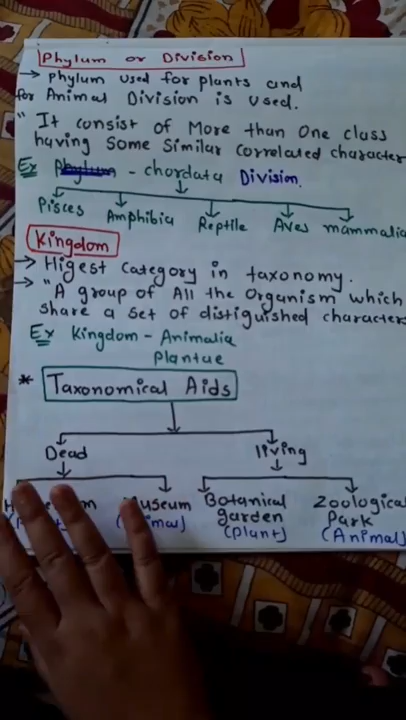 Phylum or Division
→ Phylum used for plants and
for Animal Division is used.
" It consist of More than One class
having Some Similar Correlated character
Ex - chordata Division.
Pisces Amphibia Reptile Aves mammalia
Kingdom
→ Higest Category in taxonomy.
→ "A group of All the Organism which
share a set of distiguished characters
Ex Kingdom - Animalia
Plantae
* Taxonomical Aids
Dead living
Museum Botanical Zoological
garden Park
(Plant) (Animal)